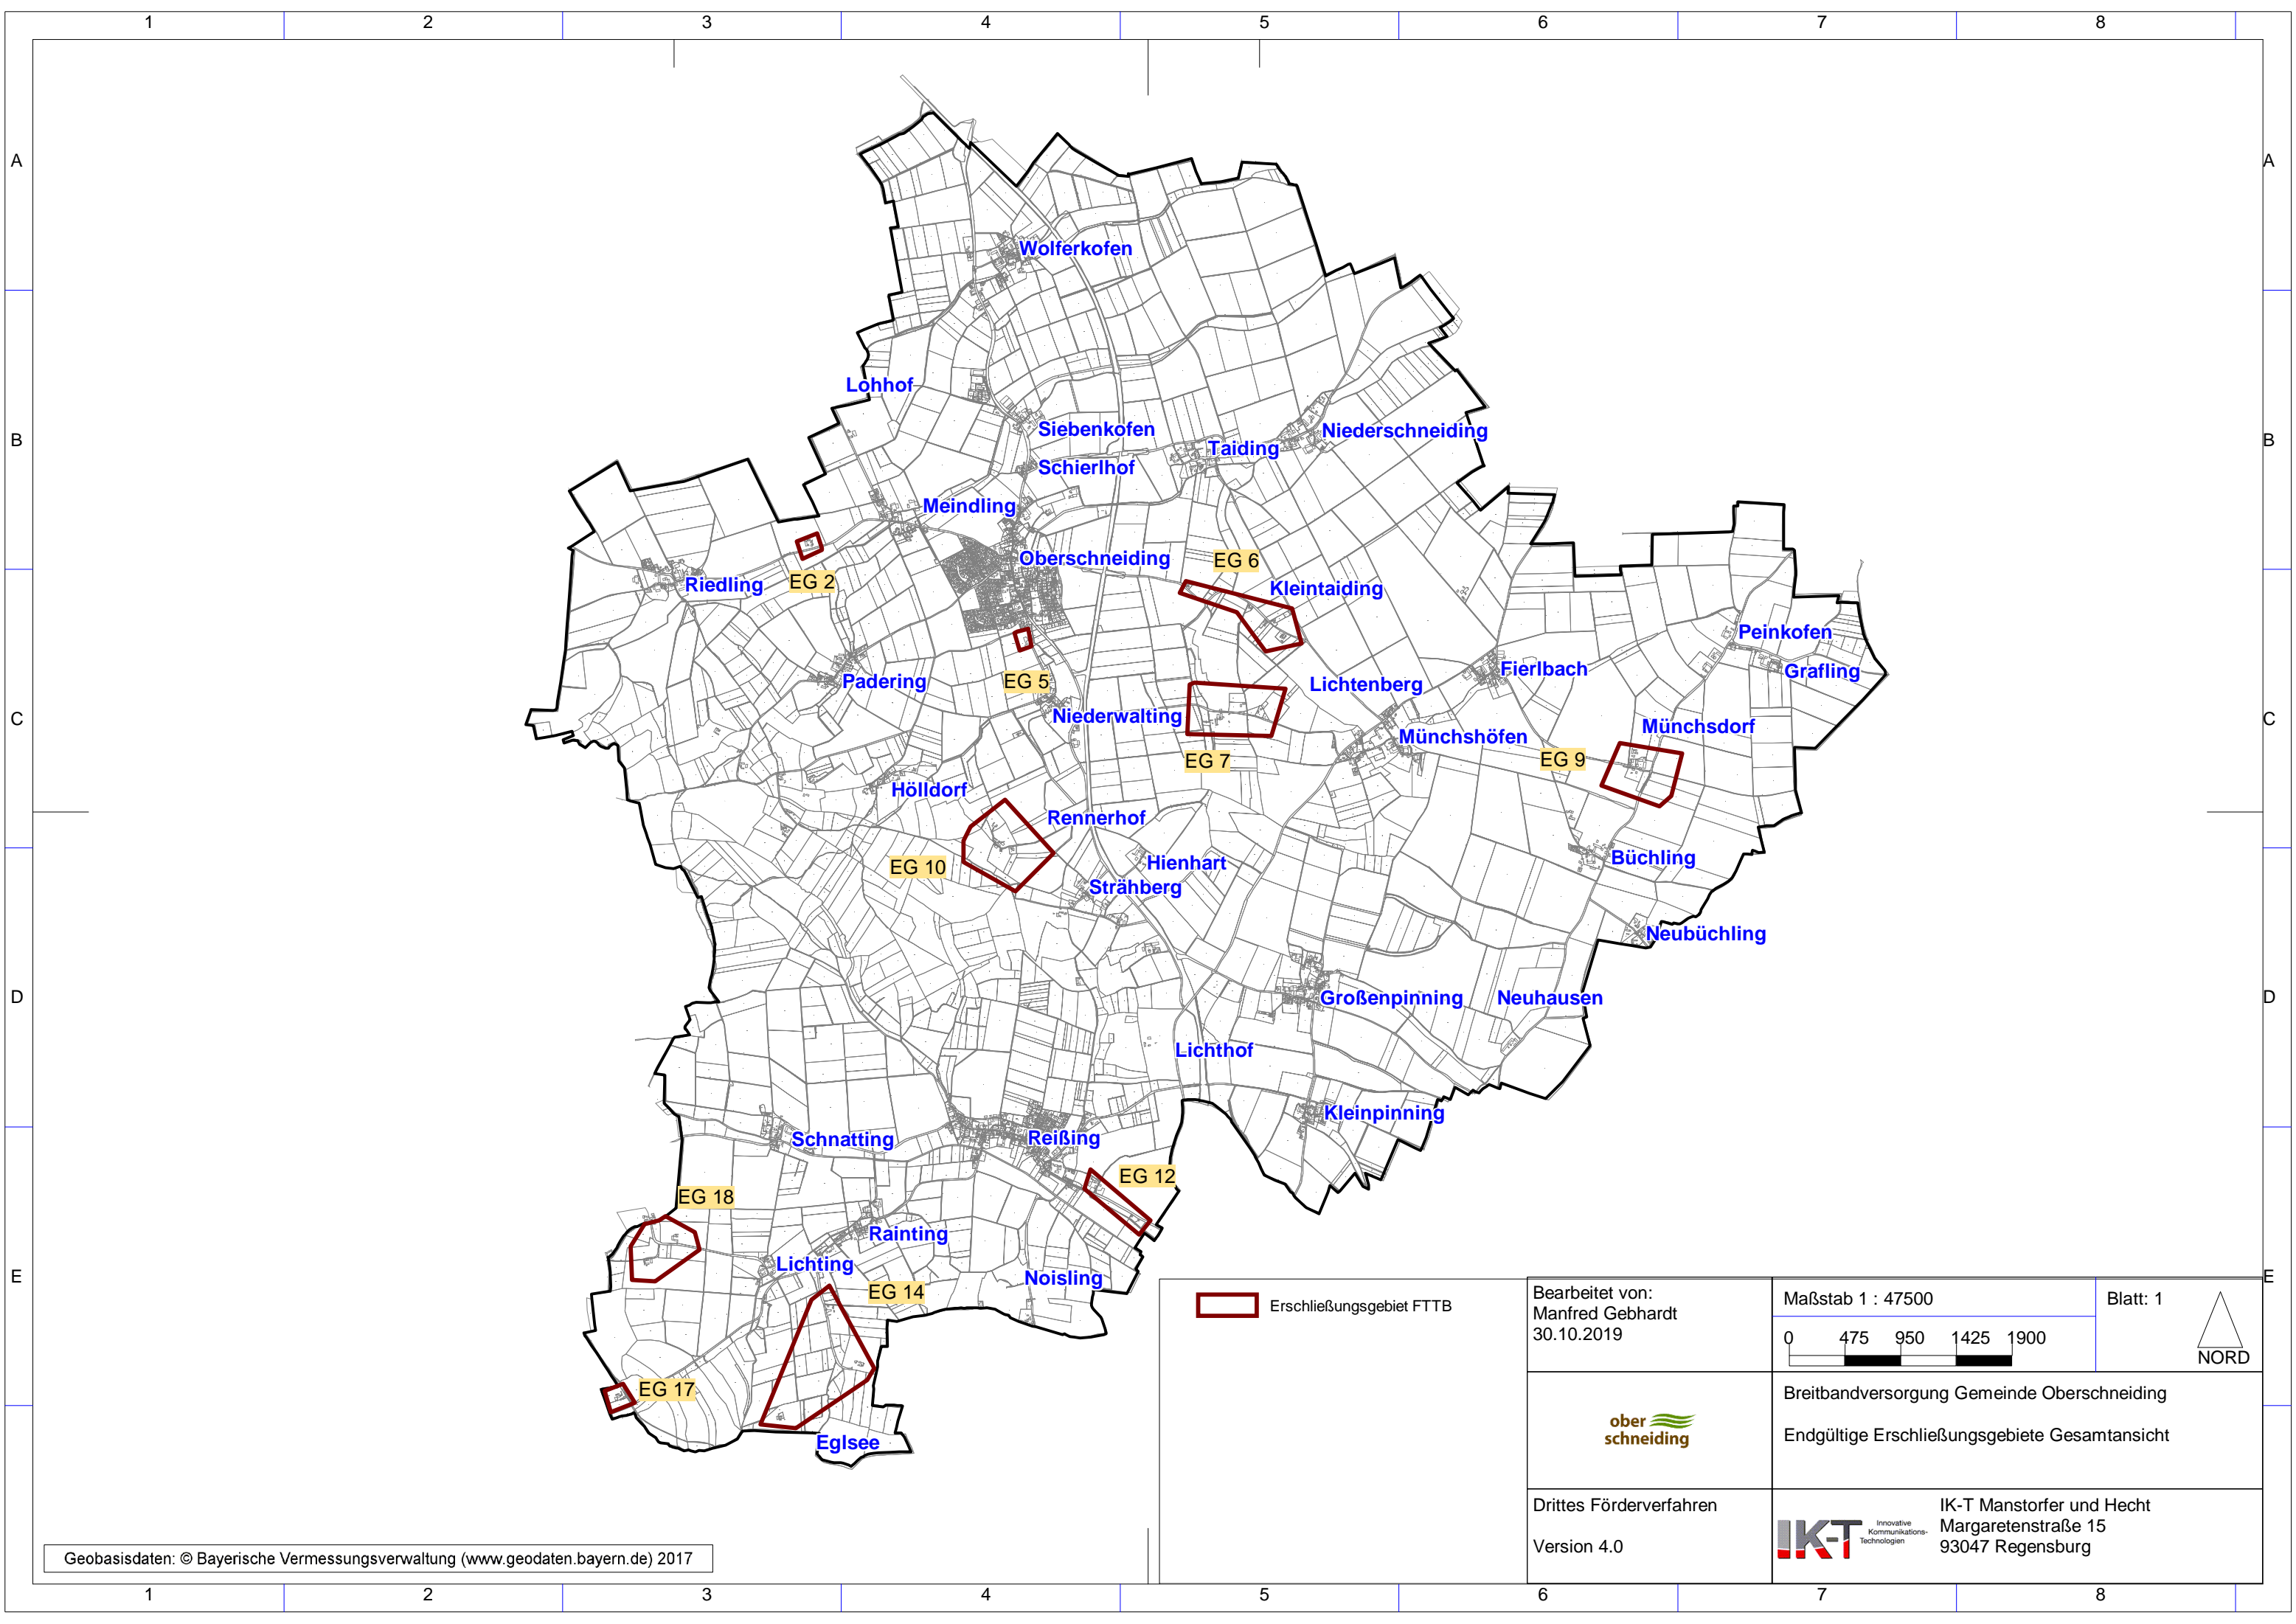 1 2 3 4 5 6 7 8
A A
Wolferkofen
Lohhof
Siebenkofen
Niederschneiding
B B
Taiding
Schierlhof
Meindling
Oberschneiding
EG 6
Riedling
EG 2
Kleintaiding
Peinkofen
Fierlbach
Grafling
Padering
EG 5
Lichtenberg
Niederwalting
C C
Münchsdorf
Münchshöfen
EG 7
EG 9
Hölldorf
Rennerhof
Büchling
Hienhart
EG 10
Strähberg
Neubüchling
D D
Großenpinning
Neuhausen
Lichthof
Kleinpinning
Schnatting
Reißing
EG 12
EG 18
Rainting
Lichting
E E
Noisling
EG 14
EG 17
Eglsee
Erschließungsgebiet FTTB
Bearbeitet von:
Manfred Gebhardt
30.10.2019
Maßstab 1 : 47500
Blatt: 1
0 475 950 1425 1900
NORD
ober
schneiding
Breitbandversorgung Gemeinde Oberschneiding
Endgültige Erschließungsgebiete Gesamtansicht
Drittes Förderverfahren
Version 4.0
IK-T
Innovative
Kommunikations-
Technologien
IK-T Manstorfer und Hecht
Margaretenstraße 15
93047 Regensburg
Geobasisdaten: © Bayerische Vermessungsverwaltung (www.geodaten.bayern.de) 2017
1 2 3 4 5 6 7 8